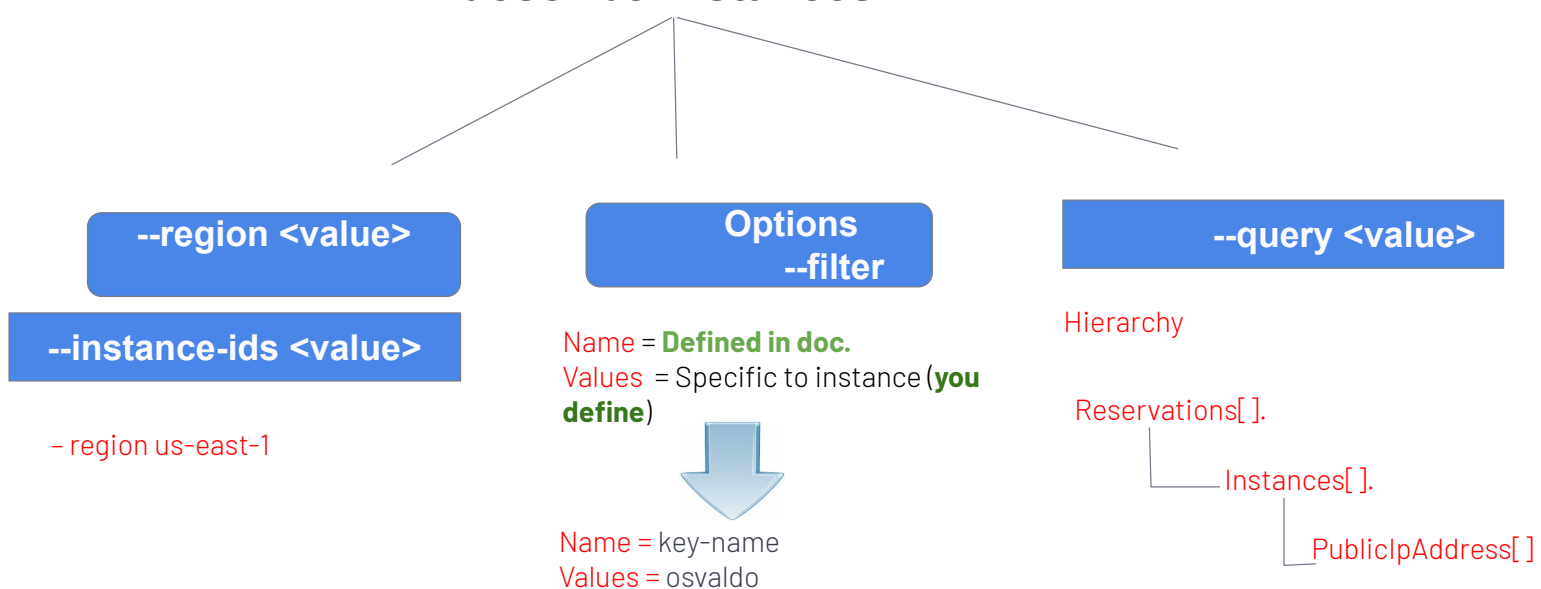 --region <value>
--instance-ids <value>
– region us-east-1
Options
--filter
Name = Defined in doc.
Values = Specific to instance (you
define)
Name = key-name
Values = osvaldo
--query <value>
Hierarchy
Reservations[].
Instances[ ].
PublicIpAddress[ ]